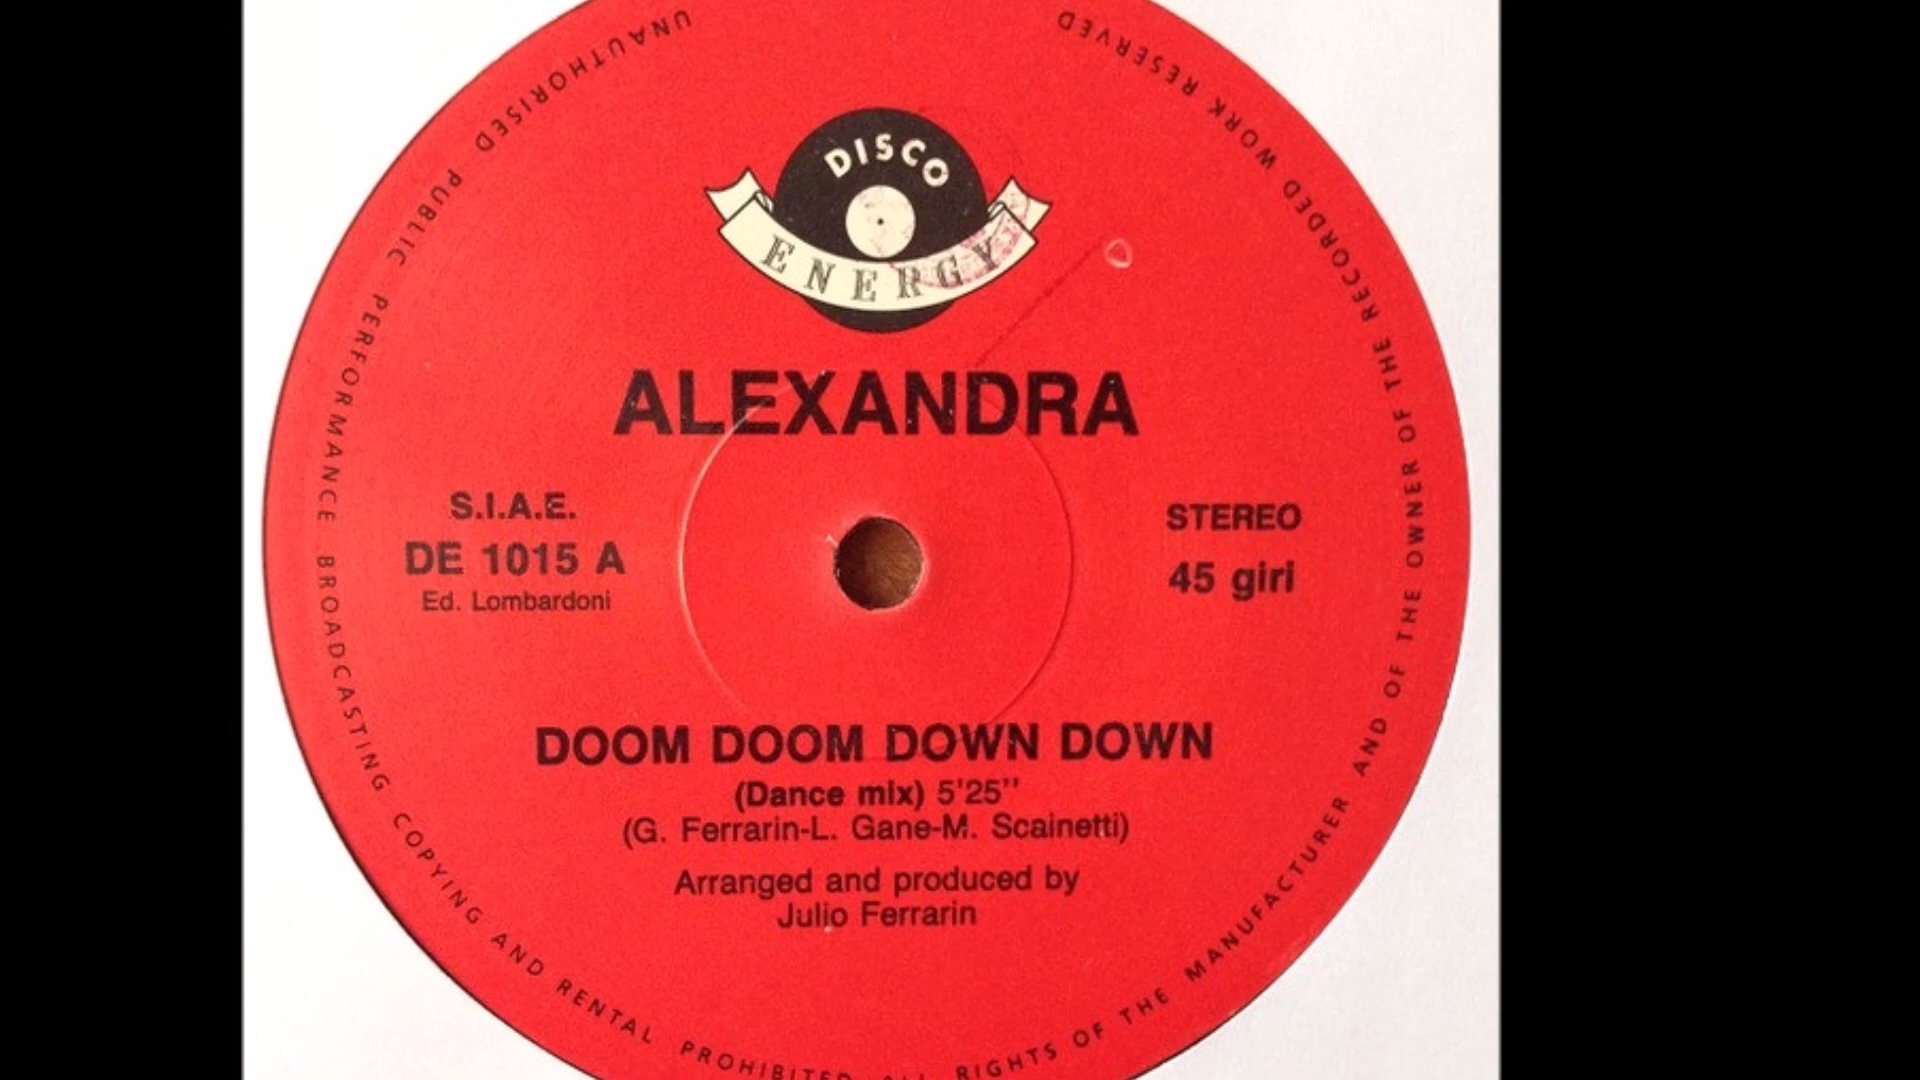 DISCO
ENERGY
ALEXANDRA
S.I.A.E.
DE 1015 A
Ed. Lombardoni
STEREO
45 giri
DOOM DOOM DOWN DOWN
(Dance mix) 5'25''
(G. Ferrarin-L. Gane-M. Scainetti)
Arranged and produced by
Julio Ferrarin
UNAUTHORISED PUBLIC PERFORMANCE BROADCASTING COPYING AND RENTAL PROHIBITED ALL RIGHTS OF THE MANUFACTURER AND OF THE OWNER OF THE RECORDED WORK RESERVED